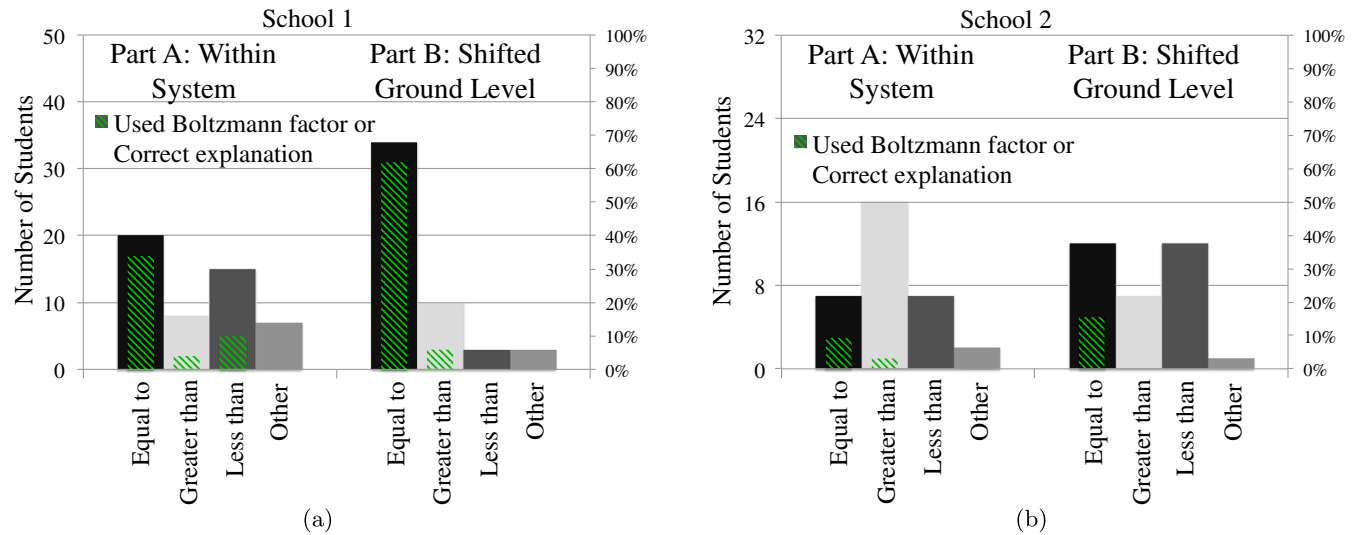 School 1
50
40
30
20
10
0
Number of Students
Part A: Within
System
Part B: Shifted
Ground Level
Used Boltzmann factor or
Correct explanation
100%
90%
80%
70%
60%
50%
40%
30%
20%
10%
0%
Equal to
Greater than
Less than
Other
Equal to
Greater than
Less than
Other
(a)
School 2
32
24
16
8
0
Number of Students
Part A: Within
System
Part B: Shifted
Ground Level
Used Boltzmann factor or
Correct explanation
100%
90%
80%
70%
60%
50%
40%
30%
20%
10%
0%
Equal to
Greater than
Less than
Other
Equal to
Greater than
Less than
Other
(b)